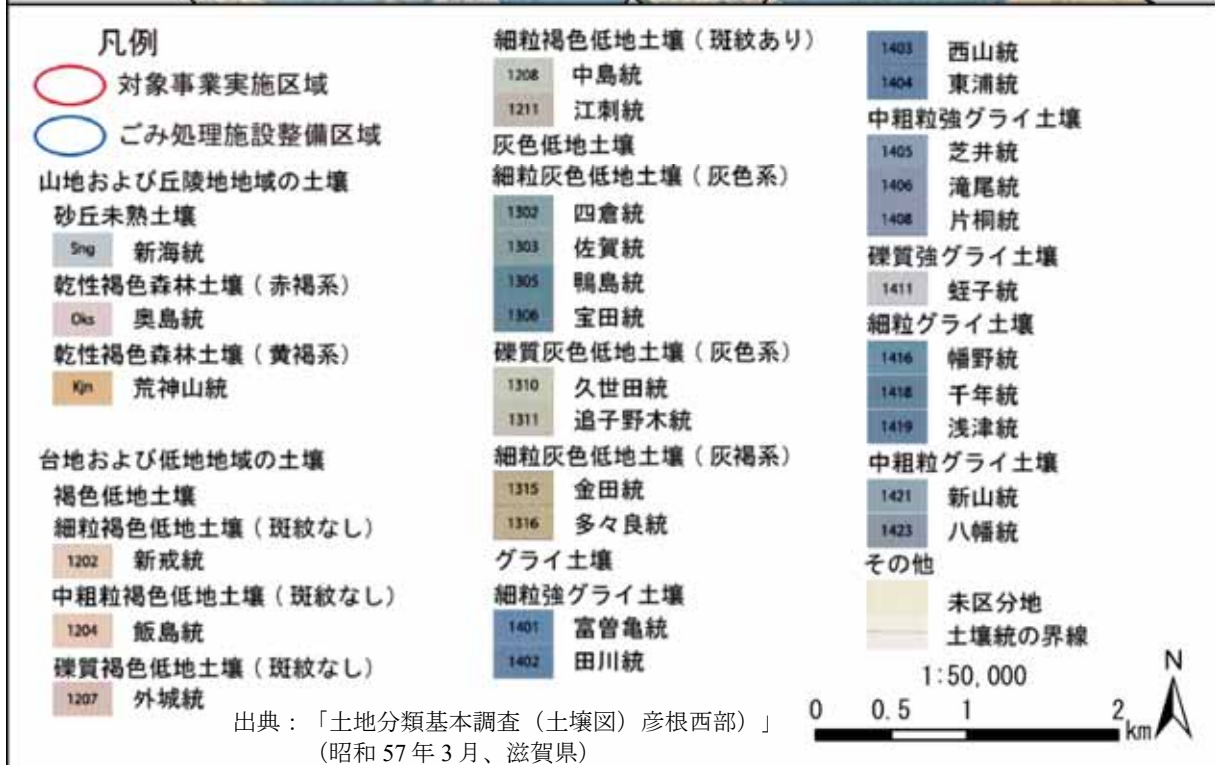 凡例
対象事業実施区域
ごみ処理施設整備区域
山地および丘陵地地域の土壌
砂丘未熟土壌
Sng 新海統
乾性褐色森林土壌(赤褐系)
Oks 奥島統
乾性褐色森林土壌(黄褐系)
Kjn 荒神山統
台地および低地地域の土壌
褐色低地土壌
細粒褐色低地土壌(斑紋なし)
1202 新戒統
中粗粒褐色低地土壌(斑紋なし)
1204 飯島統
礫質褐色低地土壌(斑紋なし)
1207 外城統
細粒褐色低地土壌(斑紋あり)
1208 中島統
1211 江刺統
灰色低地土壌
細粒灰色低地土壌(灰色系)
1302 四倉統
1303 佐賀統
1305 鴨島統
1306 宝田統
礫質灰色低地土壌(灰色系)
1310 久世田統
1311 追子野木統
細粒灰色低地土壌(灰褐系)
1315 金田統
1316 多々良統
グライ土壌
細粒強グライ土壌
1401 富曽亀統
1402 田川統
1403 西山統
1404 東浦統
中粗粒強グライ土壌
1405 芝井統
1406 滝尾統
1408 片桐統
礫質強グライ土壌
1411 蛭子統
細粒グライ土壌
1416 幡野統
1418 千年統
1419 浅津統
中粗粒グライ土壌
1421 新山統
1423 八幡統
その他
未区分地
土壌統の界線
1:50,000
0 0.5 1 2 km
N
出典:「土地分類基本調査(土壌図)彦根西部)」
(昭和57年3月、滋賀県)